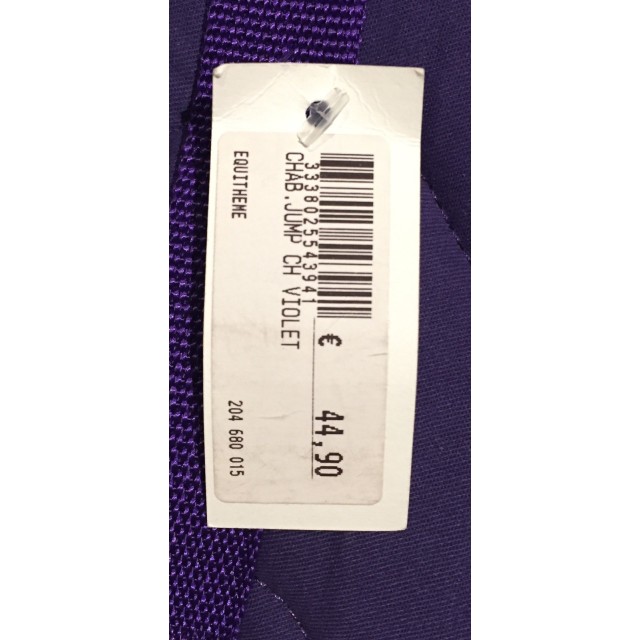 3338025543941
CHAB.JUMP CH VIOLET
€ 44,90
EQUITHEME
204 680 015